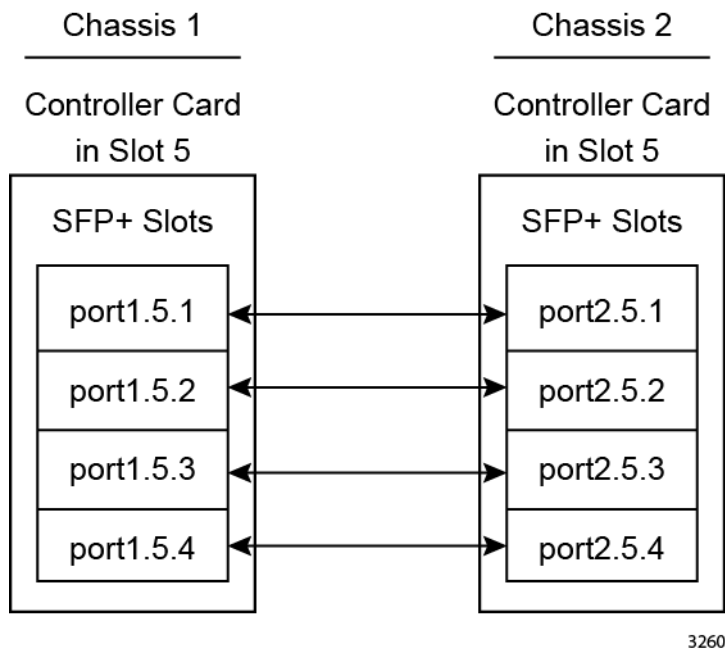 Chassis 1
Chassis 2
Controller Card
in Slot 5
Controller Card
in Slot 5
SFP+ Slots
SFP+ Slots
port1.5.1
port2.5.1
port1.5.2
port2.5.2
port1.5.3
port2.5.3
port1.5.4
port2.5.4
3260